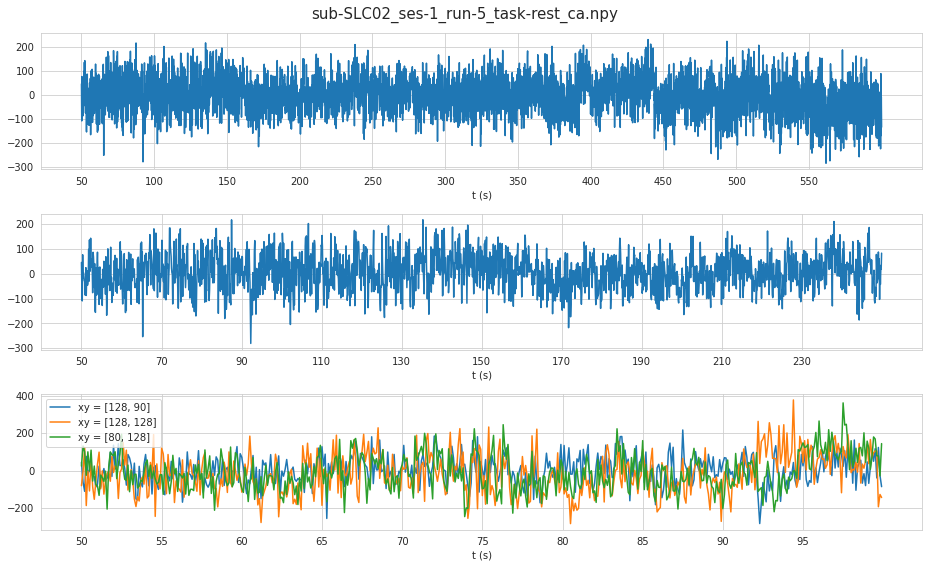 sub-SLC02_ses-1_run-5_task-rest_ca.npy
200
100
0
−100
−200
−300
50 100 150 200 250 300 350 400 450 500 550
t (s)
200
100
0
−100
−200
−300
50 70 90 110 130 150 170 190 210 230
t (s)
400
200
0
−200
xy = [128, 90]
xy = [128, 128]
xy = [80, 128]
50 55 60 65 70 75 80 85 90 95
t (s)